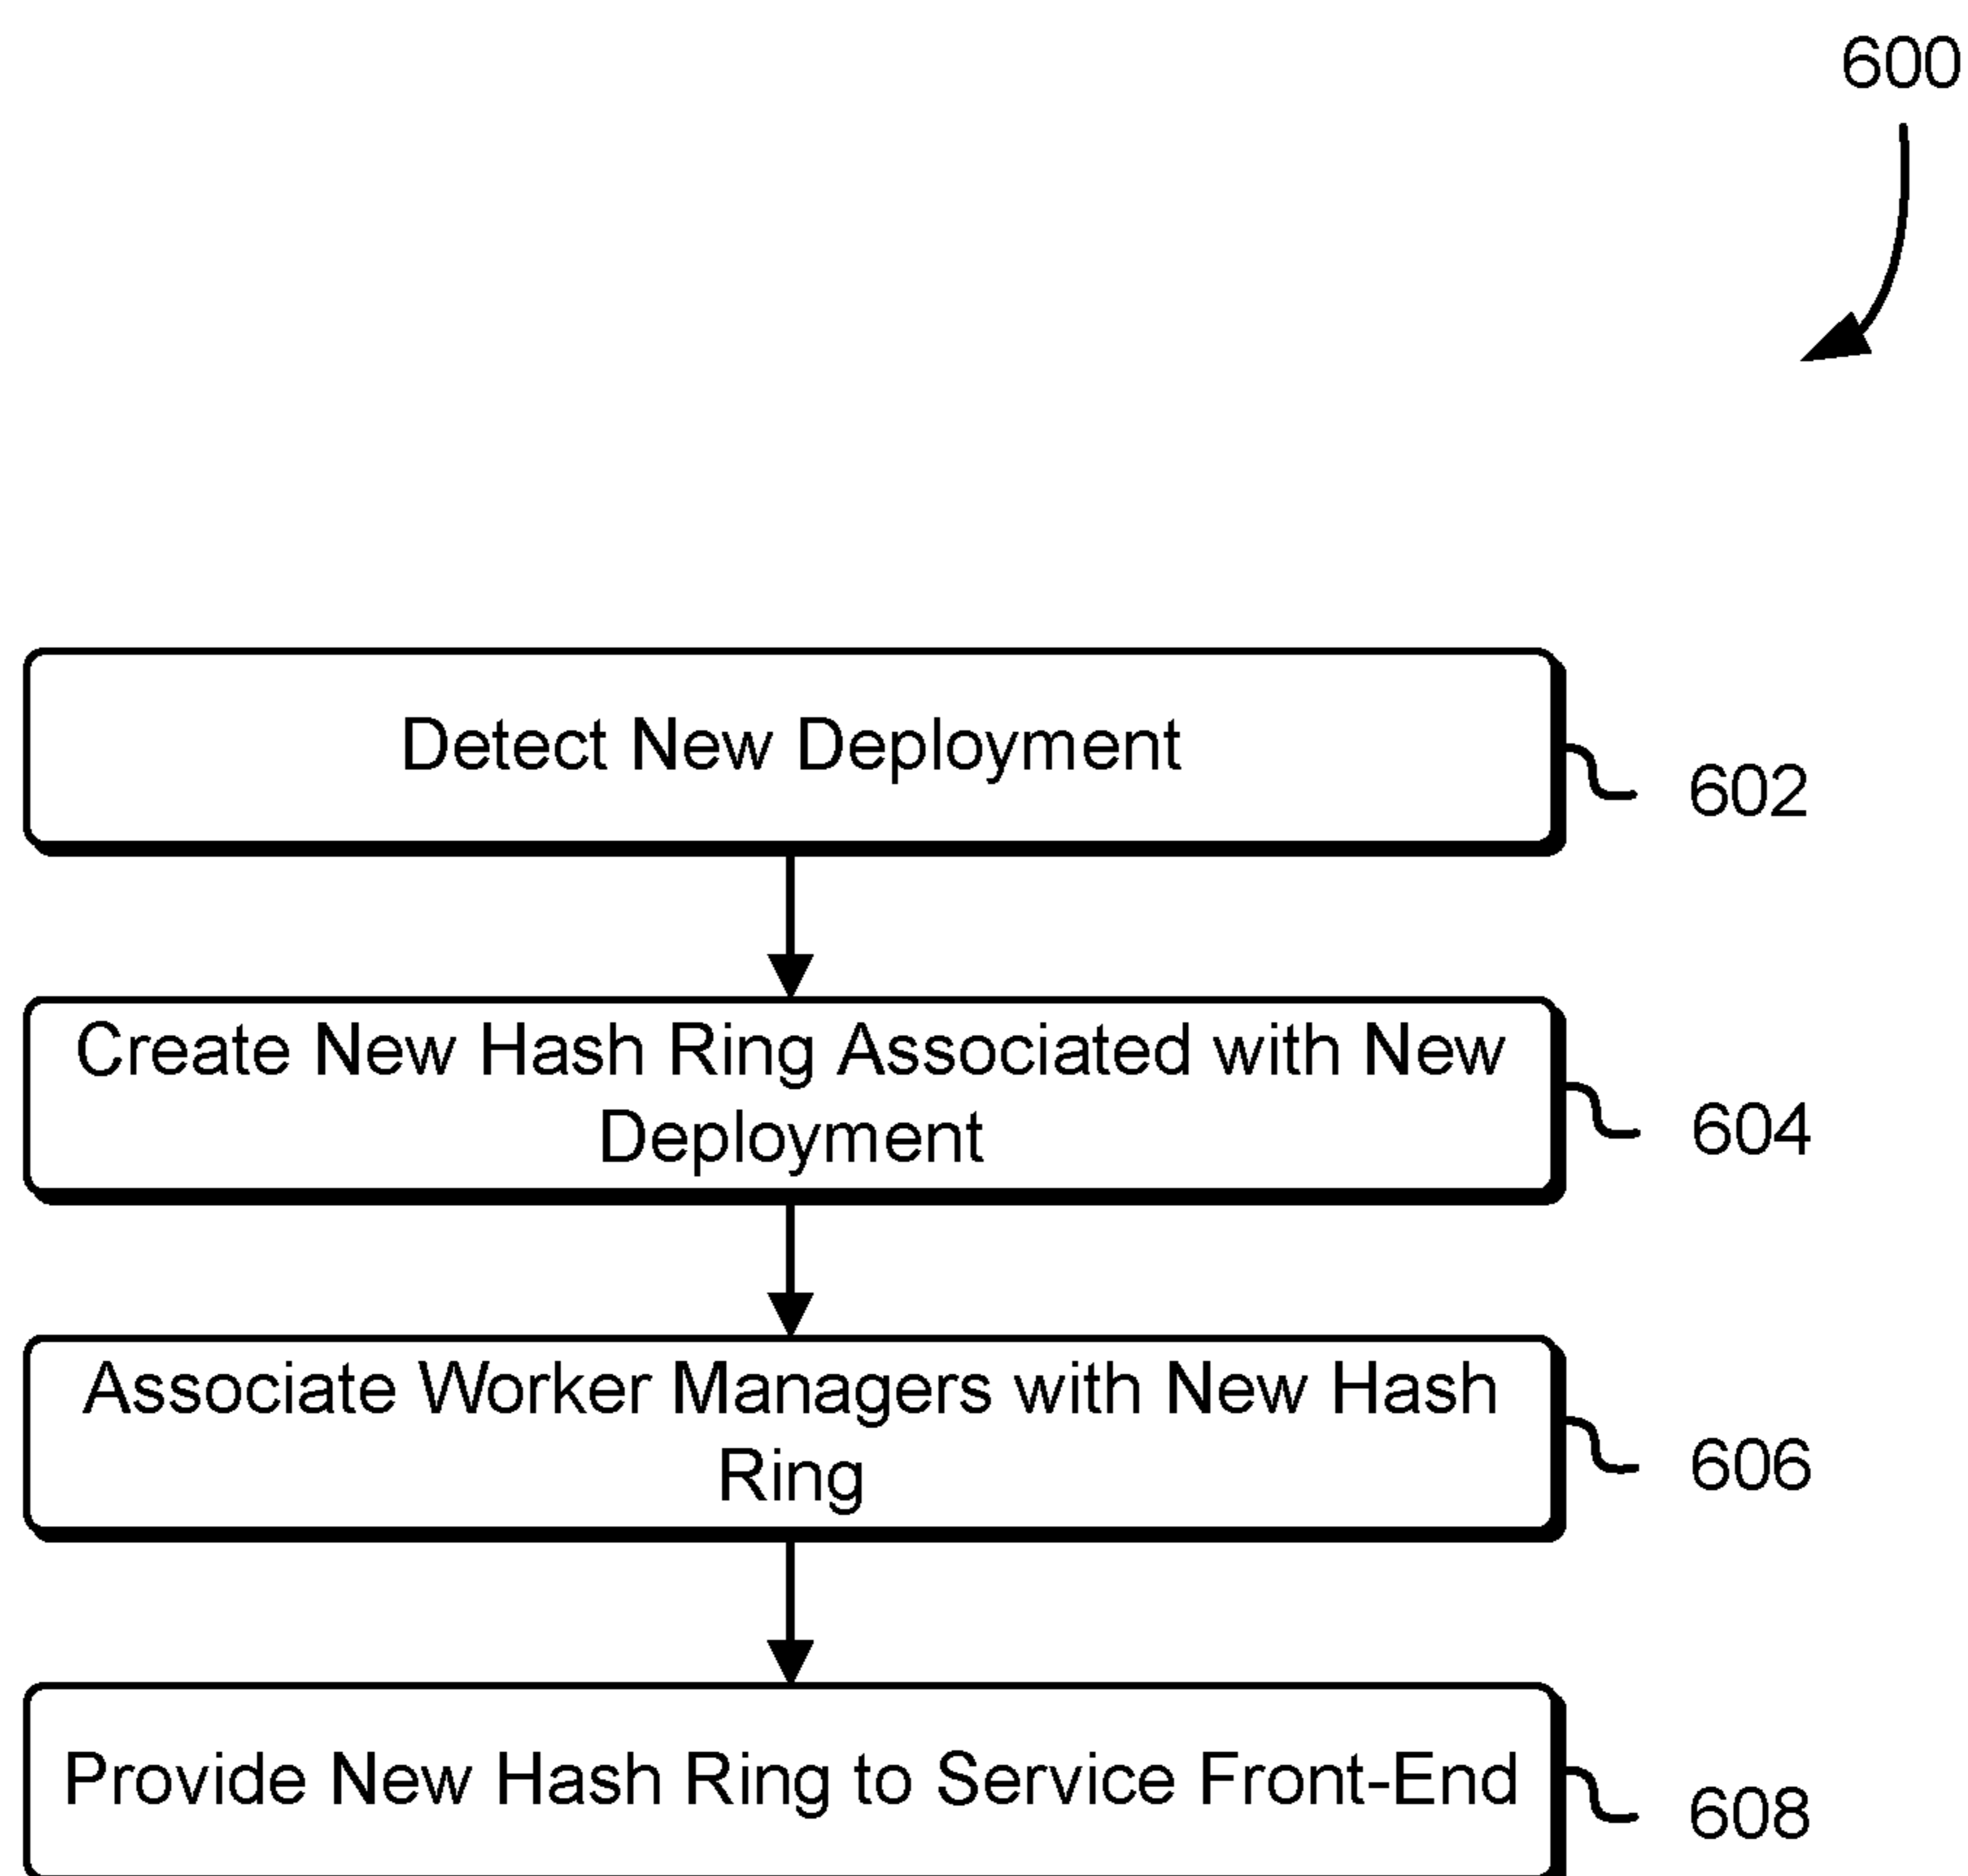 600
Detect New Deployment
602
Create New Hash Ring Associated with New
Deployment
604
Associate Worker Managers with New Hash
Ring
606
Provide New Hash Ring to Service Front-End
608